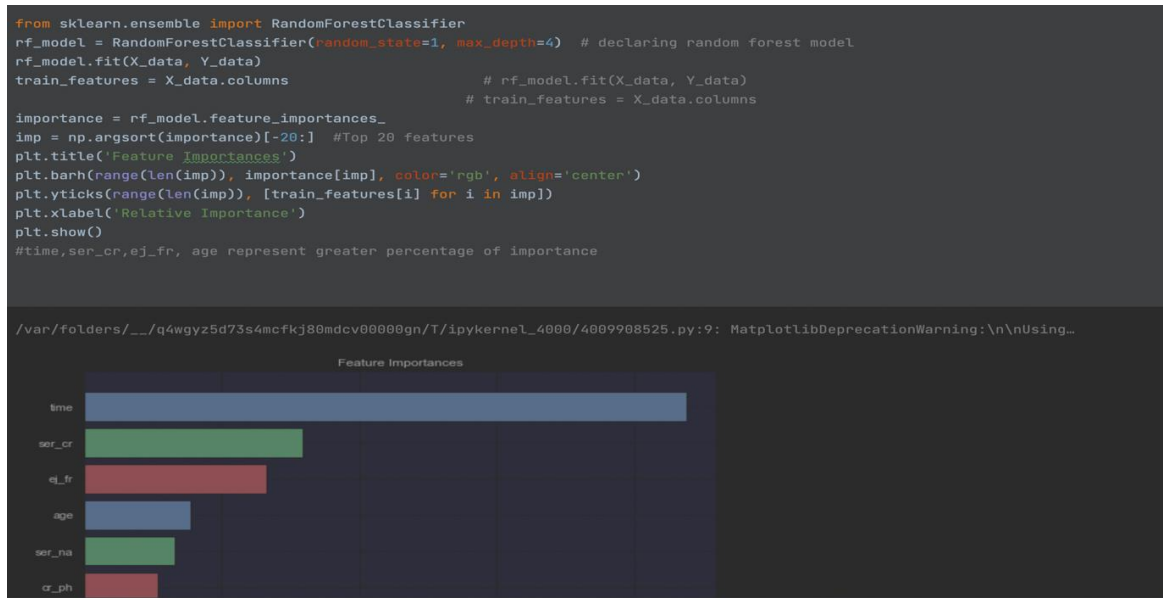 from sklearn.ensemble import RandomForestClassifier
rf_model = RandomForestClassifier(random_state=1, max_depth=4)  # declaring random forest model
rf_model.fit(X_data, Y_data)
train_features = X_data.columns                        # rf_model.fit(X_data, Y_data)
# train_features = X_data.columns
importance = rf_model.feature_importances_
imp = np.argsort(importance)[-20:]  #Top 20 features
plt.title('Feature Importances')
plt.barh(range(len(imp)), importance[imp], color='rgb', align='center')
plt.yticks(range(len(imp)), [train_features[i] for i in imp])
plt.xlabel('Relative Importance')
plt.show()
#time,ser_cr,ej_fr, age represent greater percentage of importance
/var/folders/__/q4wgyz5d73s4mcfkj80mdcv00000gn/T/ipykernel_4000/4009908525.py:9: MatplotlibDeprecationWarning:\n\nUsing…
Feature Importances
time
ser_cr
ej_fr
age
ser_na
cr_ph